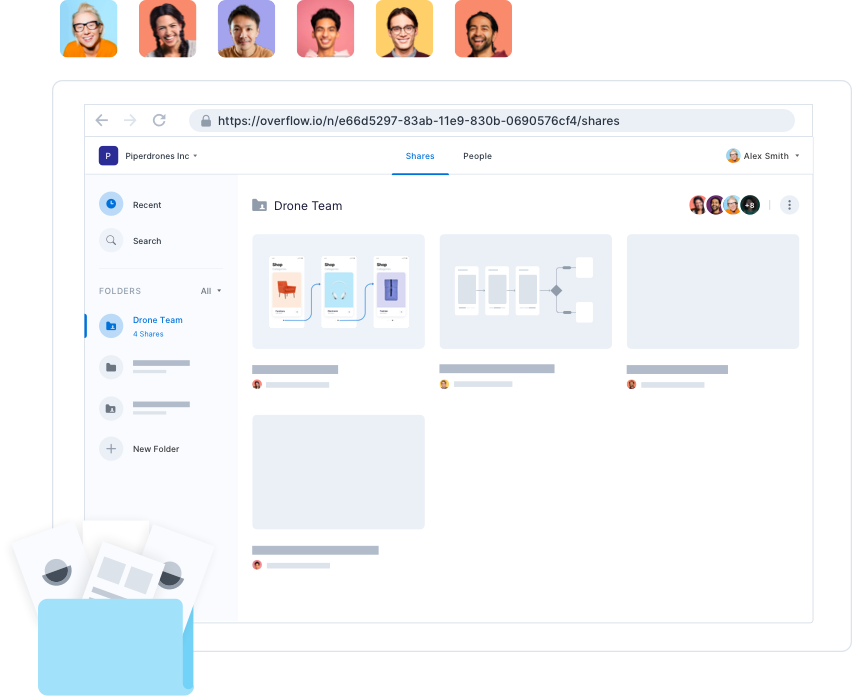 https://overflow.io/n/e66d5297-83ab-11e9-830b-0690576cf4/shares
P
Piperdrones Inc
Shares
People
Alex Smith
Recent
Search
FOLDERS
All
Drone Team
4 Shares
New Folder
Drone Team
+8
Shop
Shop
Shop